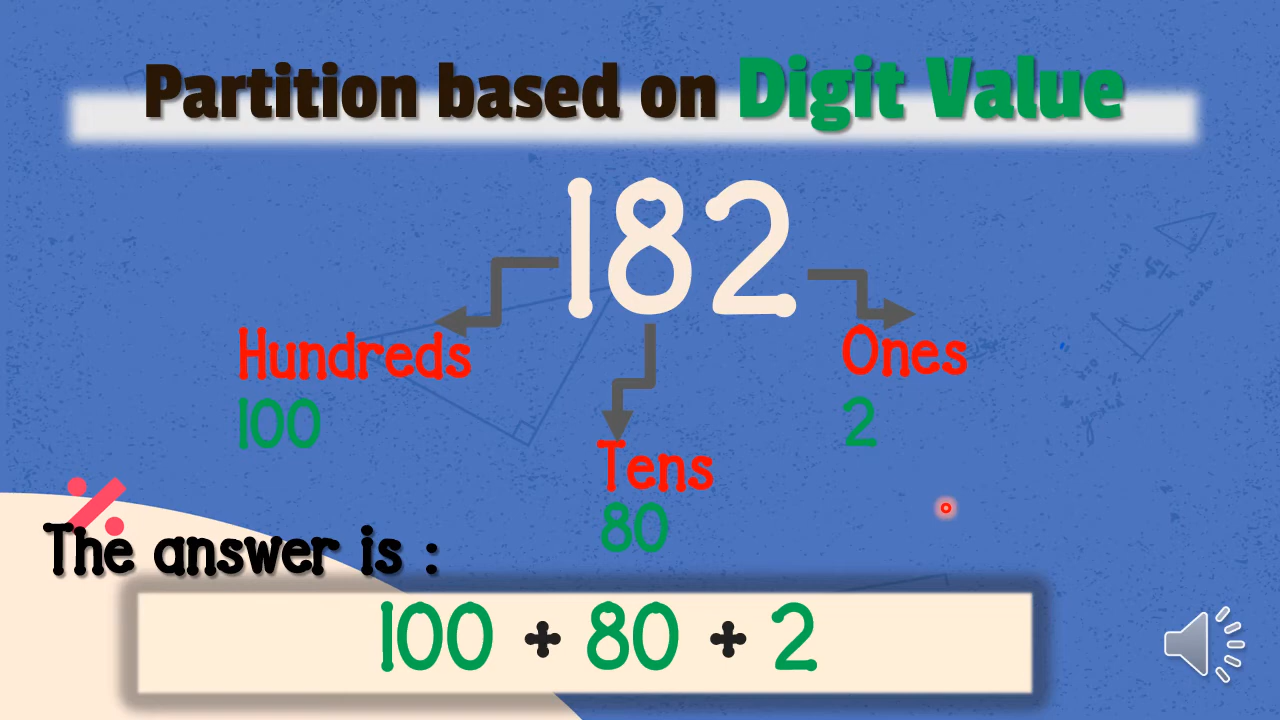 Partition based on Digit Value
182
Hundreds
100
Ones
2
Tens
80
The answer is :
100 + 80 + 2